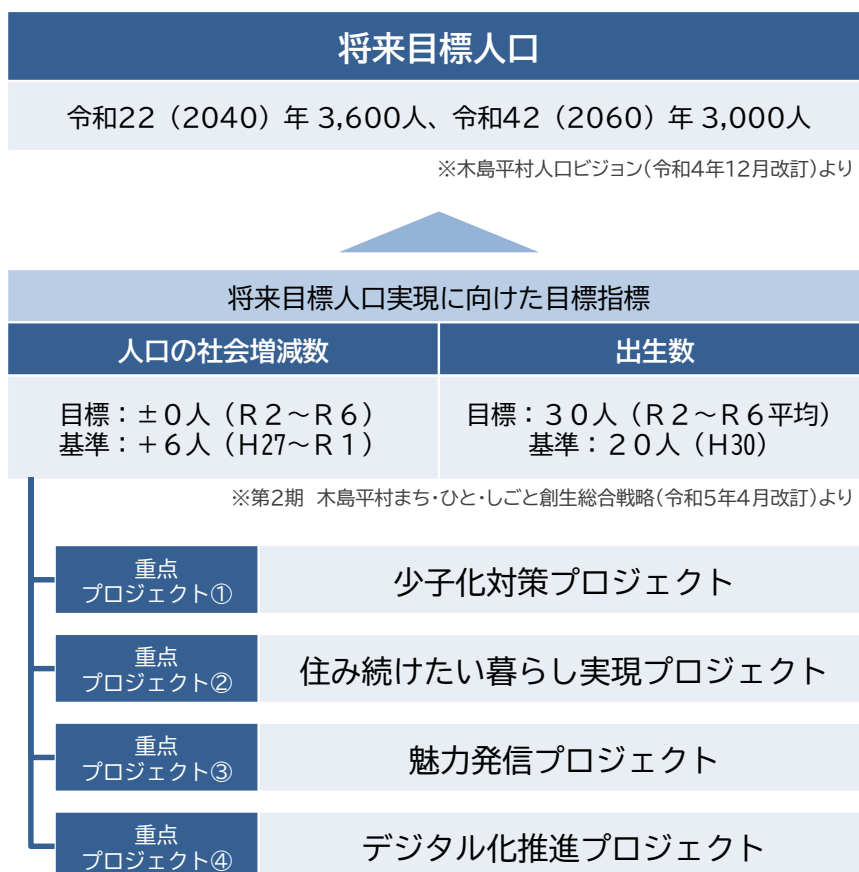 将来目標人口
令和22（2040）年 3,600人、令和42（2060）年 3,000人
※木島平村人口ビジョン(令和4年12月改訂)より
将来目標人口実現に向けた目標指標
人口の社会増減数
出生数
目標：±０人（Ｒ２～Ｒ６）
基準：＋６人（H27～Ｒ１）
目標：３０人（Ｒ２～Ｒ６平均）
基準：２０人（H30）
※第2期 木島平村まち・ひと・しごと創生総合戦略(令和5年4月改訂)より
重点
プロジェクト①
少子化対策プロジェクト
重点
プロジェクト②
住み続けたい暮らし実現プロジェクト
重点
プロジェクト③
魅力発信プロジェクト
重点
プロジェクト④
デジタル化推進プロジェクト